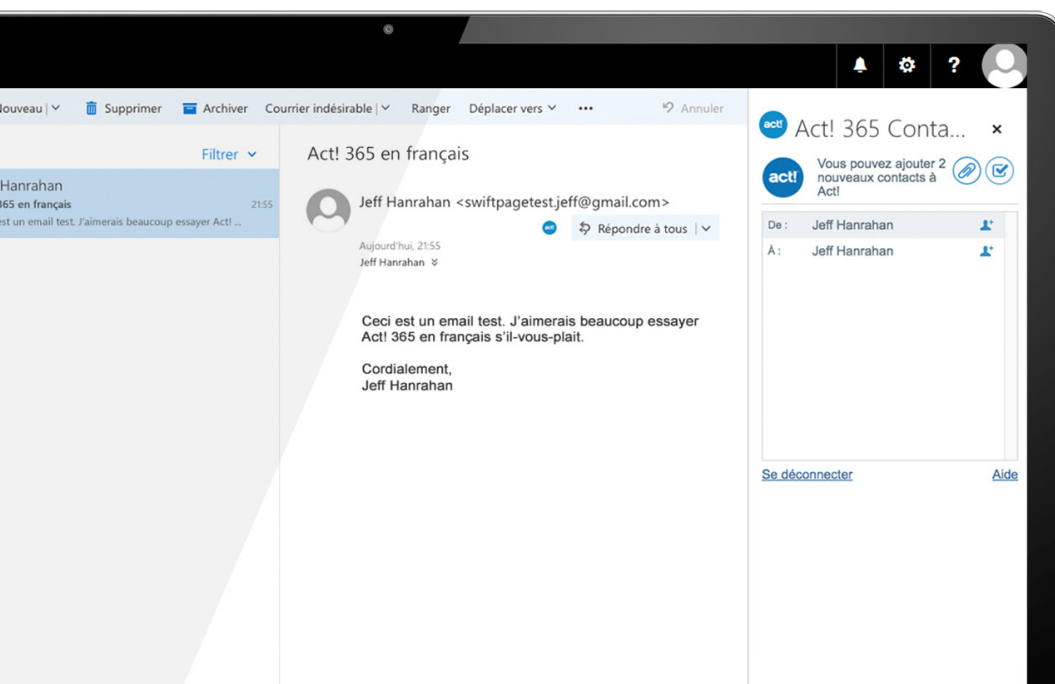 ?
Nouveau | Supprimer Archiver Courrier indésirable | Ranger Déplacer vers ... Annuler
Filtrer
Hanrahan
365 en français 21:55
est un email test. J'aimerais beaucoup essayer Act! ...
Act! 365 en français
Jeff Hanrahan <swiftpagetest.jeff@gmail.com>
act!
Répondre à tous |
Aujourd'hui, 21:55
Jeff Hanrahan
Ceci est un email test. J'aimerais beaucoup essayer
Act! 365 en français s'il-vous-plait.
Cordialement,
Jeff Hanrahan
act! Act! 365 Conta... ×
act!
Vous pouvez ajouter 2
nouveaux contacts à
Act!
De : Jeff Hanrahan
À : Jeff Hanrahan
Se déconnecter Aide